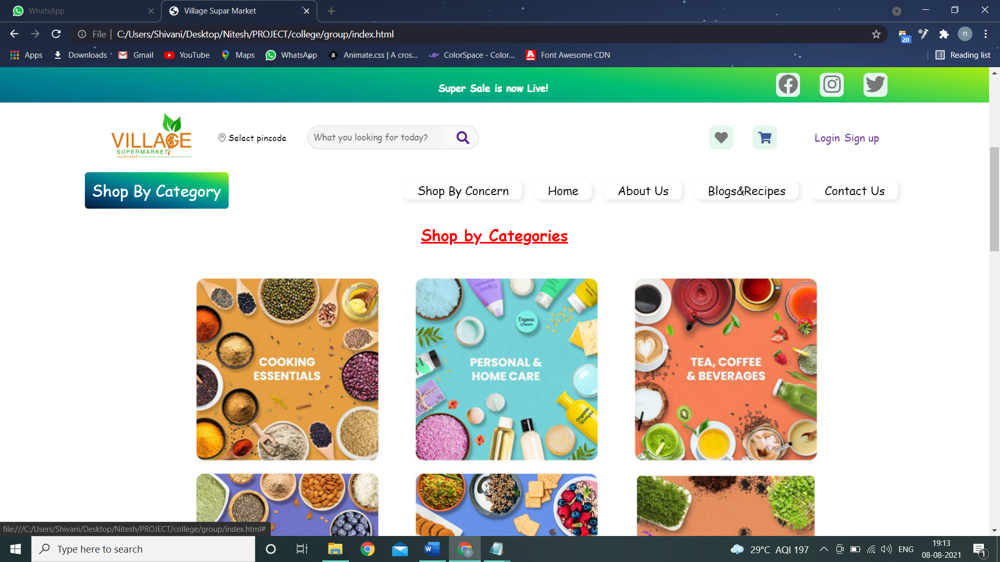 WhatsApp
Village Supar Market
File
C:/Users/Shivani/Desktop/Nitesh/PROJECT/college/group/index.html
20
n
Apps
Downloads
Gmail
YouTube
Maps
WhatsApp
a
Animate.css | A cros...
ColorSpace - Color...
Font Awesome CDN
Reading list
Super Sale is now Live!
VILLAGE
SUPERMARKET
licensed
Select pincode
What you looking for today?
Login Sign up
Shop By Category
Shop By Concern
Home
About Us
Blogs&Recipes
Contact Us
Shop by Categories
COOKING
ESSENTIALS
Organic
Cream
PERSONAL &
HOME CARE
Organic
TEA, COFFEE
& BEVERAGES
file:///C:/Users/Shivani/Desktop/Nitesh/PROJECT/college/group/index.html#
Type here to search
29°C AQI 197
ENG
19:13
08-08-2021
1